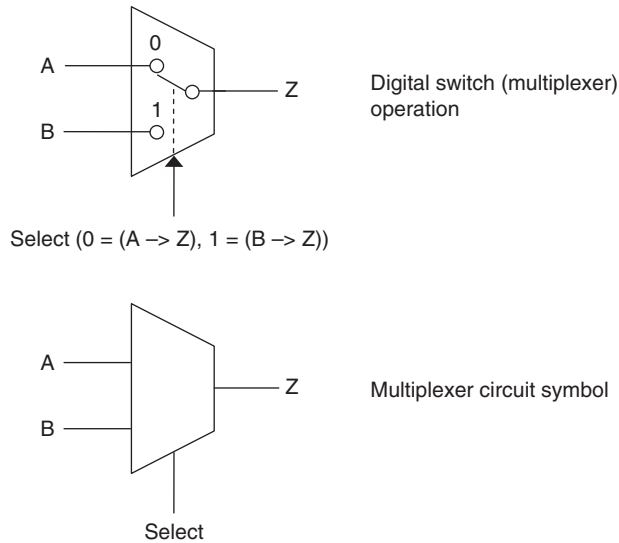 0
A
Z
Digital switch (multiplexer)
operation
1
B
Select (0 = (A –> Z), 1 = (B –> Z))
A
Z
Multiplexer circuit symbol
B
Select